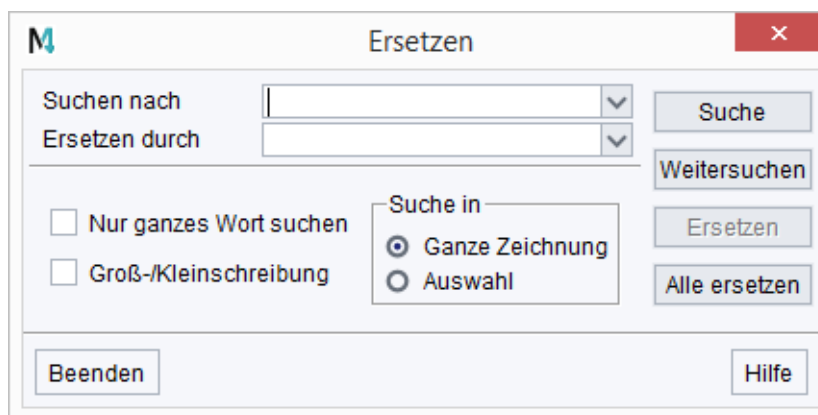 M4 Ersetzen
Suchen nach
Suche
Ersetzen durch
Weitersuchen
Nur ganzes Wort suchen
Suche in
Ersetzen
Ganze Zeichnung
Groß-/Kleinschreibung
Auswahl
Alle ersetzen
Beenden
Hilfe